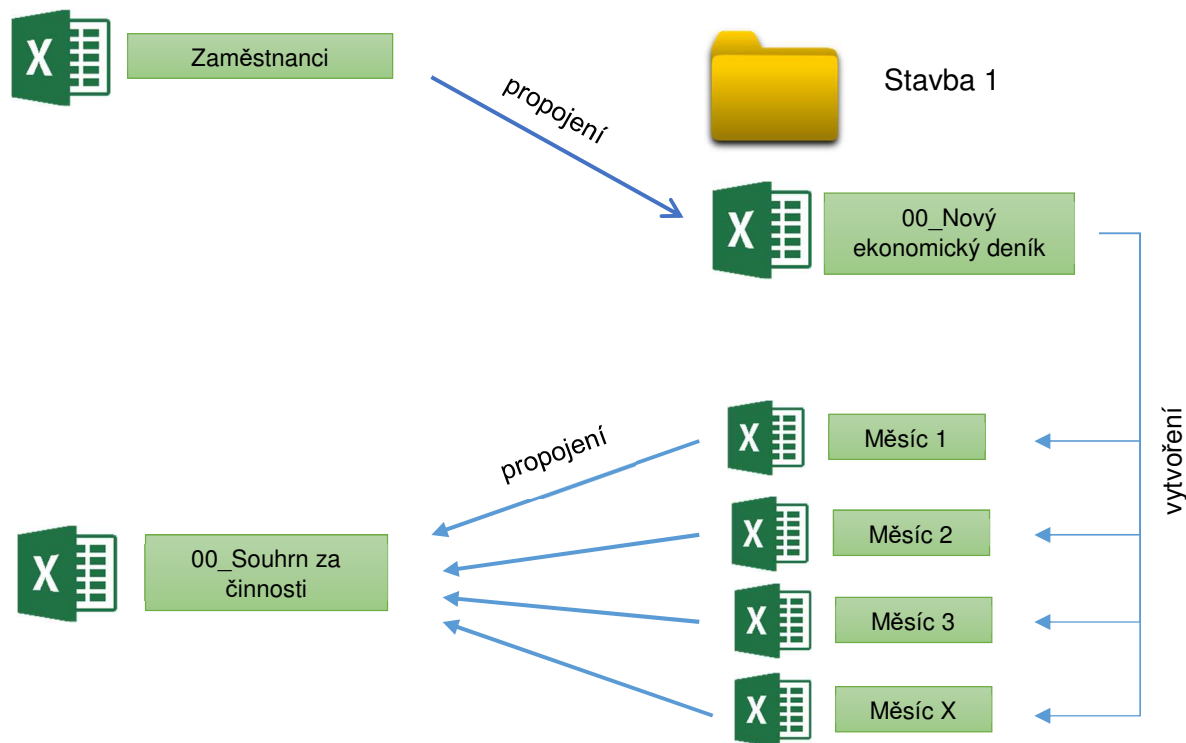 Zaměstnanci
propojení
Stavba 1
00_Nový
ekonomický deník
Měsíc 1
propojení
vytvoření
Měsíc 2
00_Souhrn za
činnosti
Měsíc 3
Měsíc X